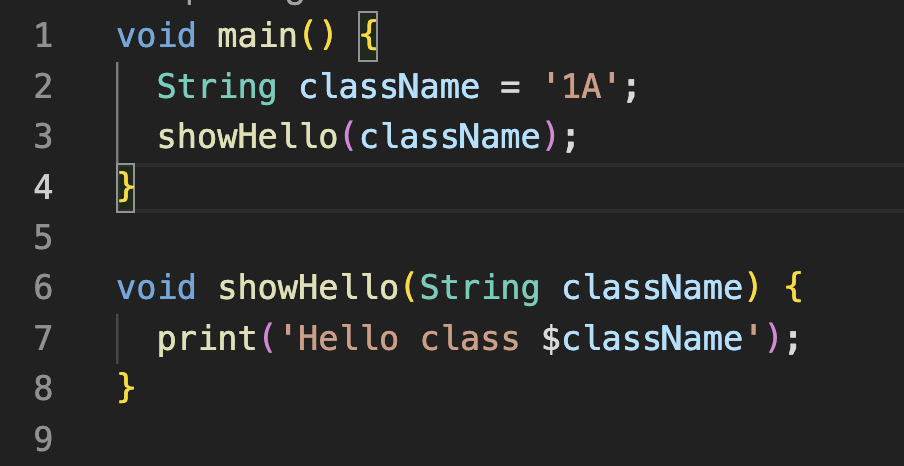 1 void main() {
2   String className = '1A';
3   showHello(className);
4 }
5
6 void showHello(String className) {
7   print('Hello class $className');
8 }
9